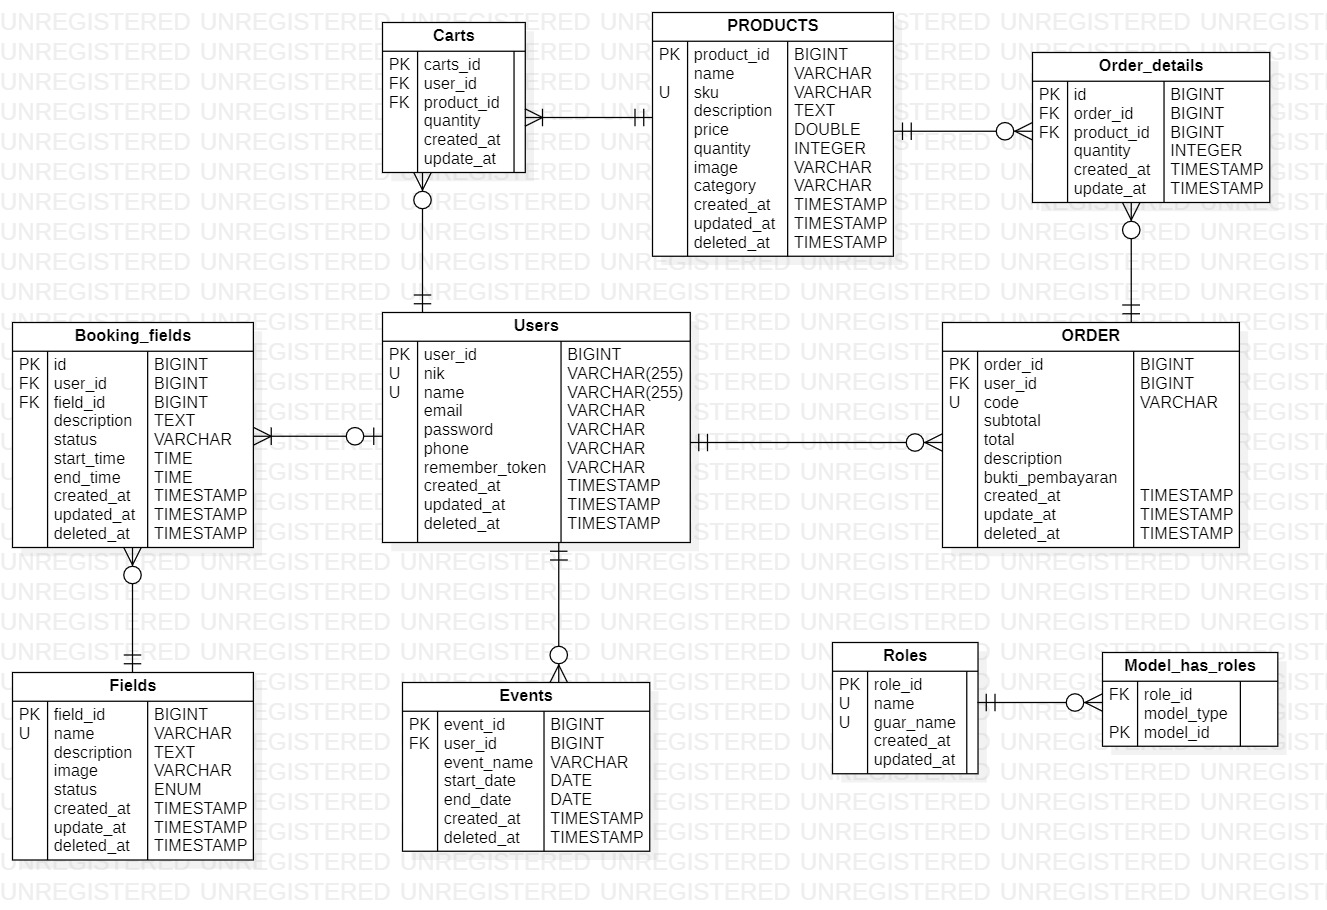 Carts
PK carts_id
FK user_id
FK product_id
quantity
created_at
update_at
PRODUCTS
PK product_id BIGINT
name VARCHAR
U sku VARCHAR
description TEXT
price DOUBLE
quantity INTEGER
image VARCHAR
category VARCHAR
created_at TIMESTAMP
updated_at TIMESTAMP
deleted_at TIMESTAMP
Order_details
PK id BIGINT
FK order_id BIGINT
FK product_id BIGINT
quantity INTEGER
created_at TIMESTAMP
update_at TIMESTAMP
Booking_fields
PK id BIGINT
FK user_id BIGINT
FK field_id BIGINT
description TEXT
status VARCHAR
start_time TIME
end_time TIME
created_at TIMESTAMP
updated_at TIMESTAMP
deleted_at TIMESTAMP
Users
PK user_id BIGINT
U nik VARCHAR(255)
U name VARCHAR(255)
email VARCHAR
password VARCHAR
phone VARCHAR
remember_token VARCHAR
created_at TIMESTAMP
updated_at TIMESTAMP
deleted_at TIMESTAMP
ORDER
PK order_id BIGINT
FK user_id BIGINT
U code VARCHAR
subtotal
total
description
bukti_pembayaran
created_at TIMESTAMP
update_at TIMESTAMP
deleted_at TIMESTAMP
Fields
PK field_id BIGINT
U name VARCHAR
description TEXT
image VARCHAR
status ENUM
created_at TIMESTAMP
update_at TIMESTAMP
deleted_at TIMESTAMP
Events
PK event_id BIGINT
FK user_id BIGINT
event_name VARCHAR
start_date DATE
end_date DATE
created_at TIMESTAMP
deleted_at TIMESTAMP
Roles
PK role_id
U name
U guar_name
created_at
updated_at
Model_has_roles
FK role_id
model_type
PK model_id
UNREGISTERED